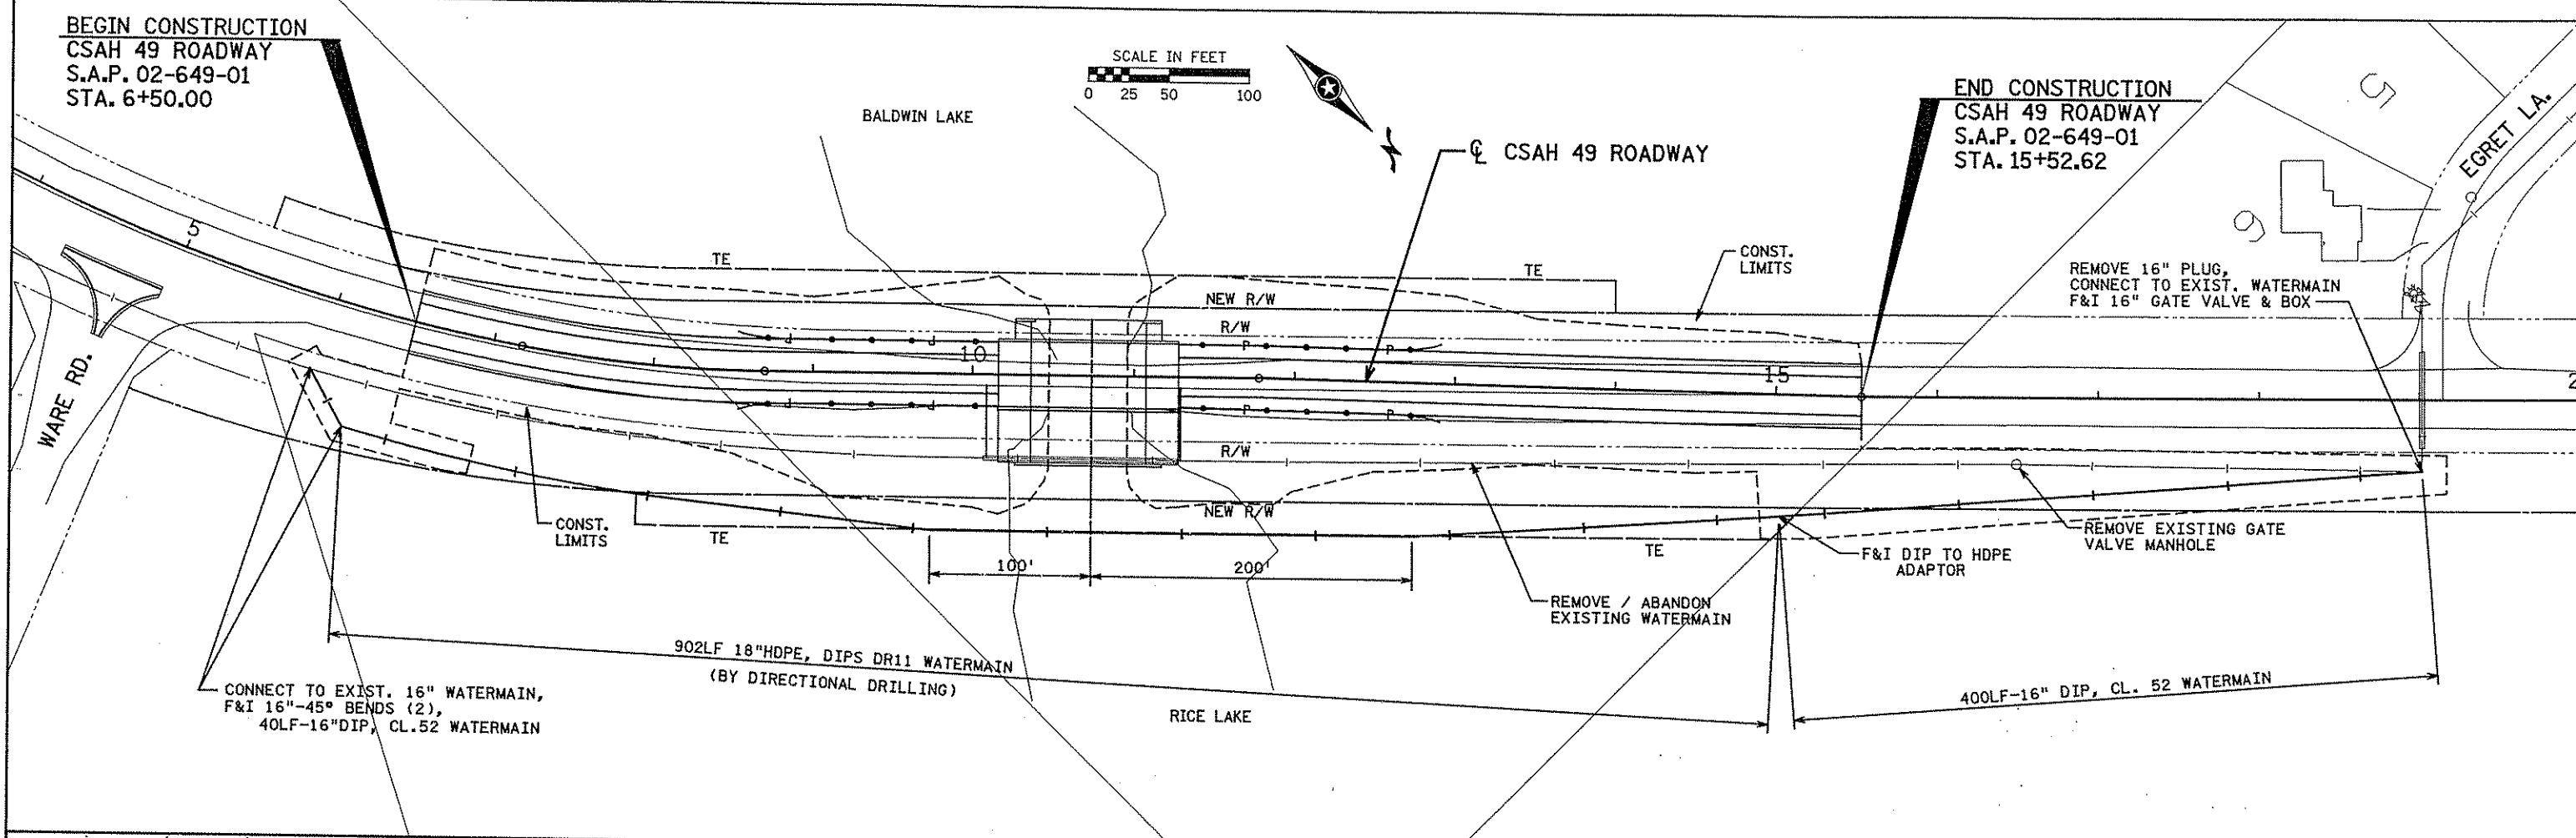 BEGIN CONSTRUCTION
CSAH 49 ROADWAY
S.A.P. 02-649-01
STA. 6+50.00
SCALE IN FEET
0 25 50 100
BALDWIN LAKE
℄ CSAH 49 ROADWAY
END CONSTRUCTION
CSAH 49 ROADWAY
S.A.P. 02-649-01
STA. 15+52.62
5
EGRET LA.
6
5
WARE RD.
TE
TE
CONST.
LIMITS
NEW R/W
R/W
REMOVE 16" PLUG,
CONNECT TO EXIST. WATERMAIN
F&I 16" GATE VALVE & BOX
10
P
P
15
2
P
P
R/W
NEW R/W
CONST.
LIMITS
TE
TE
100'
200'
F&I DIP TO HDPE
ADAPTOR
REMOVE EXISTING GATE
VALVE MANHOLE
REMOVE / ABANDON
EXISTING WATERMAIN
902LF 18"HDPE, DIPS DR11 WATERMAIN
(BY DIRECTIONAL DRILLING)
CONNECT TO EXIST. 16" WATERMAIN,
F&I 16"-45° BENDS (2),
40LF-16"DIP, CL.52 WATERMAIN
RICE LAKE
400LF-16" DIP, CL. 52 WATERMAIN